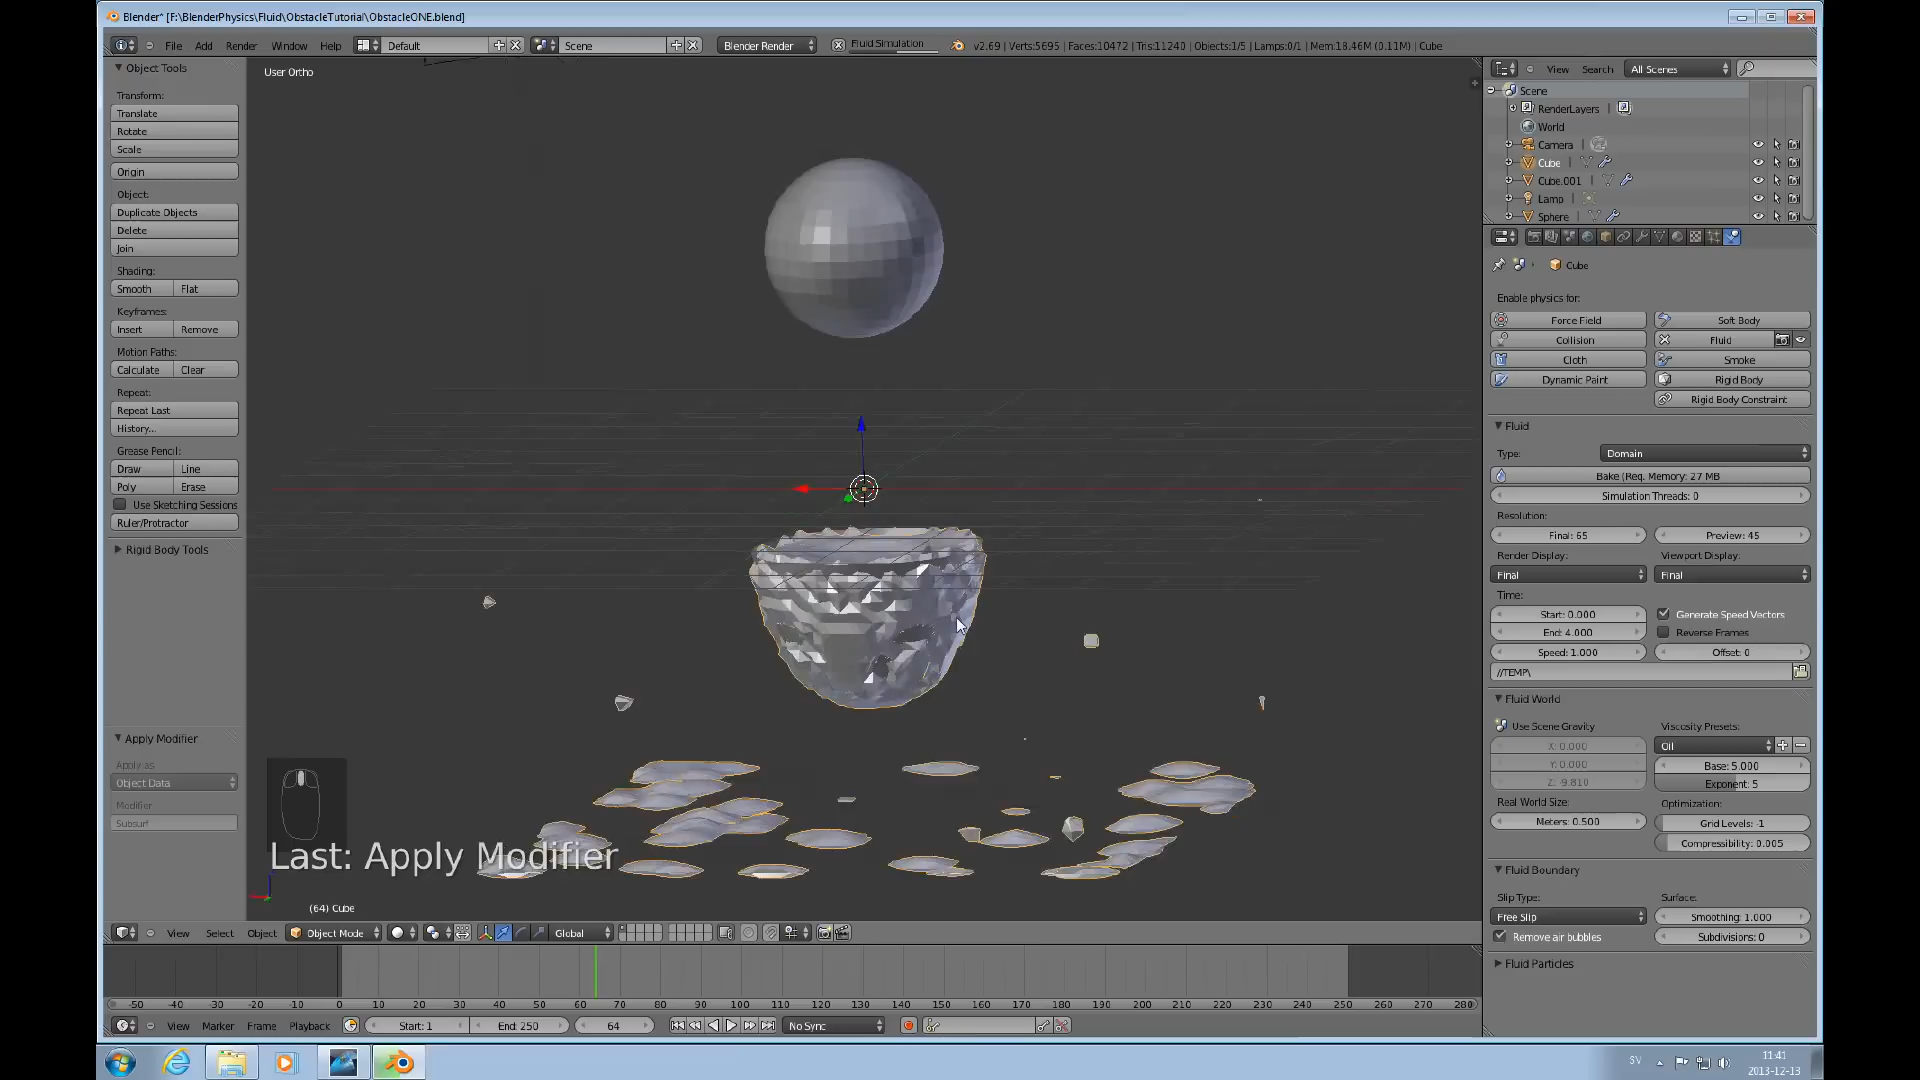 Blender* [F:\BlenderPhysics\Fluid\ObstacleTutorial\ObstacleONE.blend]
File Add Render Window Help Default Scene Blender Render Fluid Simulation v2.69 | Verts:5695 | Faces:10472 | Tris:11240 | Objects:1/5 | Lamps:0/1 | Mem:18.46M (0.11M) | Cube
Object Tools
User Ortho
View Search All Scenes
Transform:
Translate
Rotate
Scale
Origin
Object:
Duplicate Objects
Delete
Join
Shading:
Smooth Flat
Keyframes:
Insert Remove
Motion Paths:
Calculate Clear
Repeat:
Repeat Last
History...
Grease Pencil:
Draw Line
Poly Erase
Use Sketching Sessions
Ruler/Protractor
Rigid Body Tools
Apply Modifier
Apply as
Object Data
Modifier
Subsurf
Last: Apply Modifier
(64) Cube
Scene
RenderLayers
World
Camera
Cube
Cube.001
Lamp
Sphere
Cube
Enable physics for:
Force Field Soft Body
Collision Fluid
Cloth Smoke
Dynamic Paint Rigid Body
Rigid Body Constraint
Fluid
Type: Domain
Bake (Req. Memory: 27 MB
Simulation Threads: 0
Resolution:
Final: 65 Preview: 45
Render Display: Viewport Display:
Final Final
Time:
Start: 0.000 Generate Speed Vectors
End: 4.000 Reverse Frames
Speed: 1.000 Offset: 0
//TEMP\
Fluid World
Use Scene Gravity Viscosity Presets:
X: 0.000 Oil
Y: 0.000 Base: 5.000
Z: -9.810 Exponent: 5
Real World Size: Optimization:
Meters: 0.500 Grid Levels: -1
Compressibility: 0.005
Fluid Boundary
Slip Type: Surface:
Free Slip Smoothing: 1.000
Remove air bubbles Subdivisions: 0
Fluid Particles
View Select Object Object Mode Global
-50 -40 -30 -20 -10 0 10 20 30 40 50 60 70 80 90 100 110 120 130 140 150 160 170 180 190 200 210 220 230 240 250 260 270 280
View Marker Frame Playback Start: 1 End: 250 64 No Sync
SV 11:41
2013-12-13